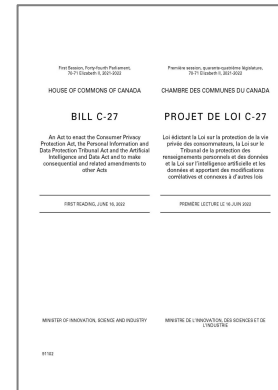 First Session, Forty-fourth Parliament,
70-71 Elizabeth II, 2021-2022
HOUSE OF COMMONS OF CANADA
BILL C-27
An Act to enact the Consumer Privacy
Protection Act, the Personal Information and
Data Protection Tribunal Act and the Artificial
Intelligence and Data Act and to make
consequential and related amendments to
other Acts
FIRST READING, JUNE 16, 2022
MINISTER OF INNOVATION, SCIENCE AND INDUSTRY
91102
Première session, quarante-quatrième législature,
70-71 Elizabeth II, 2021-2022
CHAMBRE DES COMMUNES DU CANADA
PROJET DE LOI C-27
Loi édictant la Loi sur la protection de la vie
privée des consommateurs, la Loi sur le
Tribunal de la protection des
renseignements personnels et des données
et la Loi sur l'intelligence artificielle et les
données et apportant des modifications
corrélatives et connexes à d'autres lois
PREMIÈRE LECTURE LE 16 JUIN 2022
MINISTRE DE L'INNOVATION, DES SCIENCES ET DE
L'INDUSTRIE